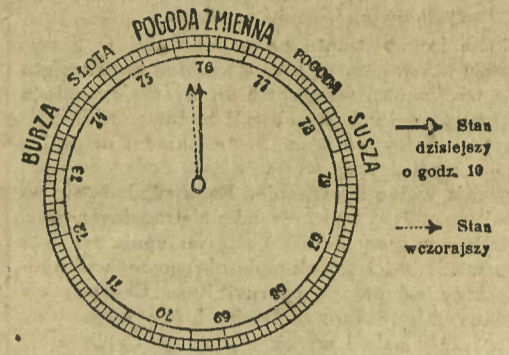 POGODA ZMIENNA
SŁOTA
POGODA
BURZA
SUSZA
73
74
75
76
77
78
79
68
69
70
71
72
Stan
dzisiejszy
o godz. 10
Stan
wczorajszy